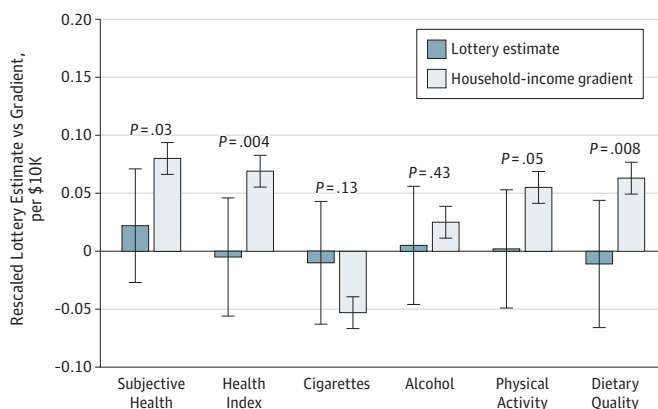 Rescaled Lottery Estimate vs Gradient,
per $10K
0.20
0.15
0.10
0.05
0
-0.05
-0.10
Lottery estimate
Household-income gradient
P = .03
P = .004
P = .13
P = .43
P = .05
P = .008
Subjective
Health
Health
Index
Cigarettes
Alcohol
Physical
Activity
Dietary
Quality